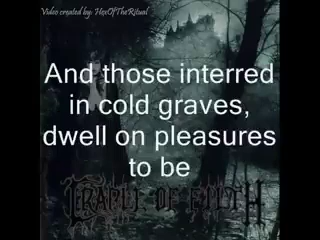 Video created by: HexOfTheRitual
And those interred
in cold graves,
dwell on pleasures
to be
CRADLE OF FILTH